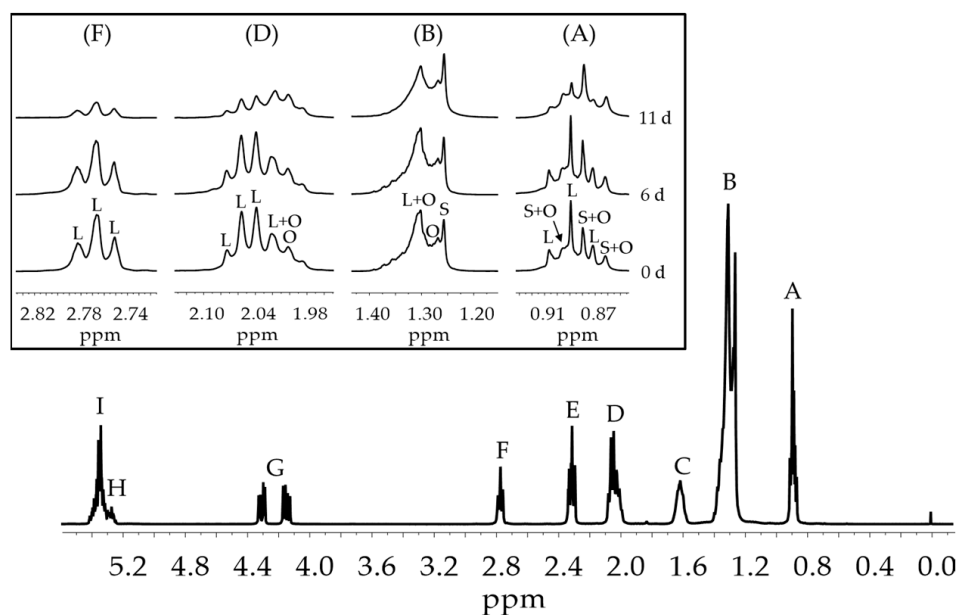 (F) (D) (B) (A)
11 d
6 d
L L L
L L L L+O O
L+O O S
L S+O L S+O L S+O
0 d
2.82 2.78 2.74 2.10 2.04 1.98 1.40 1.30 1.20 0.91 0.87
ppm ppm ppm ppm
I H G F E D C B A
5.2 4.8 4.4 4.0 3.6 3.2 2.8 2.4 2.0 1.6 1.2 0.8 0.4 0.0
ppm